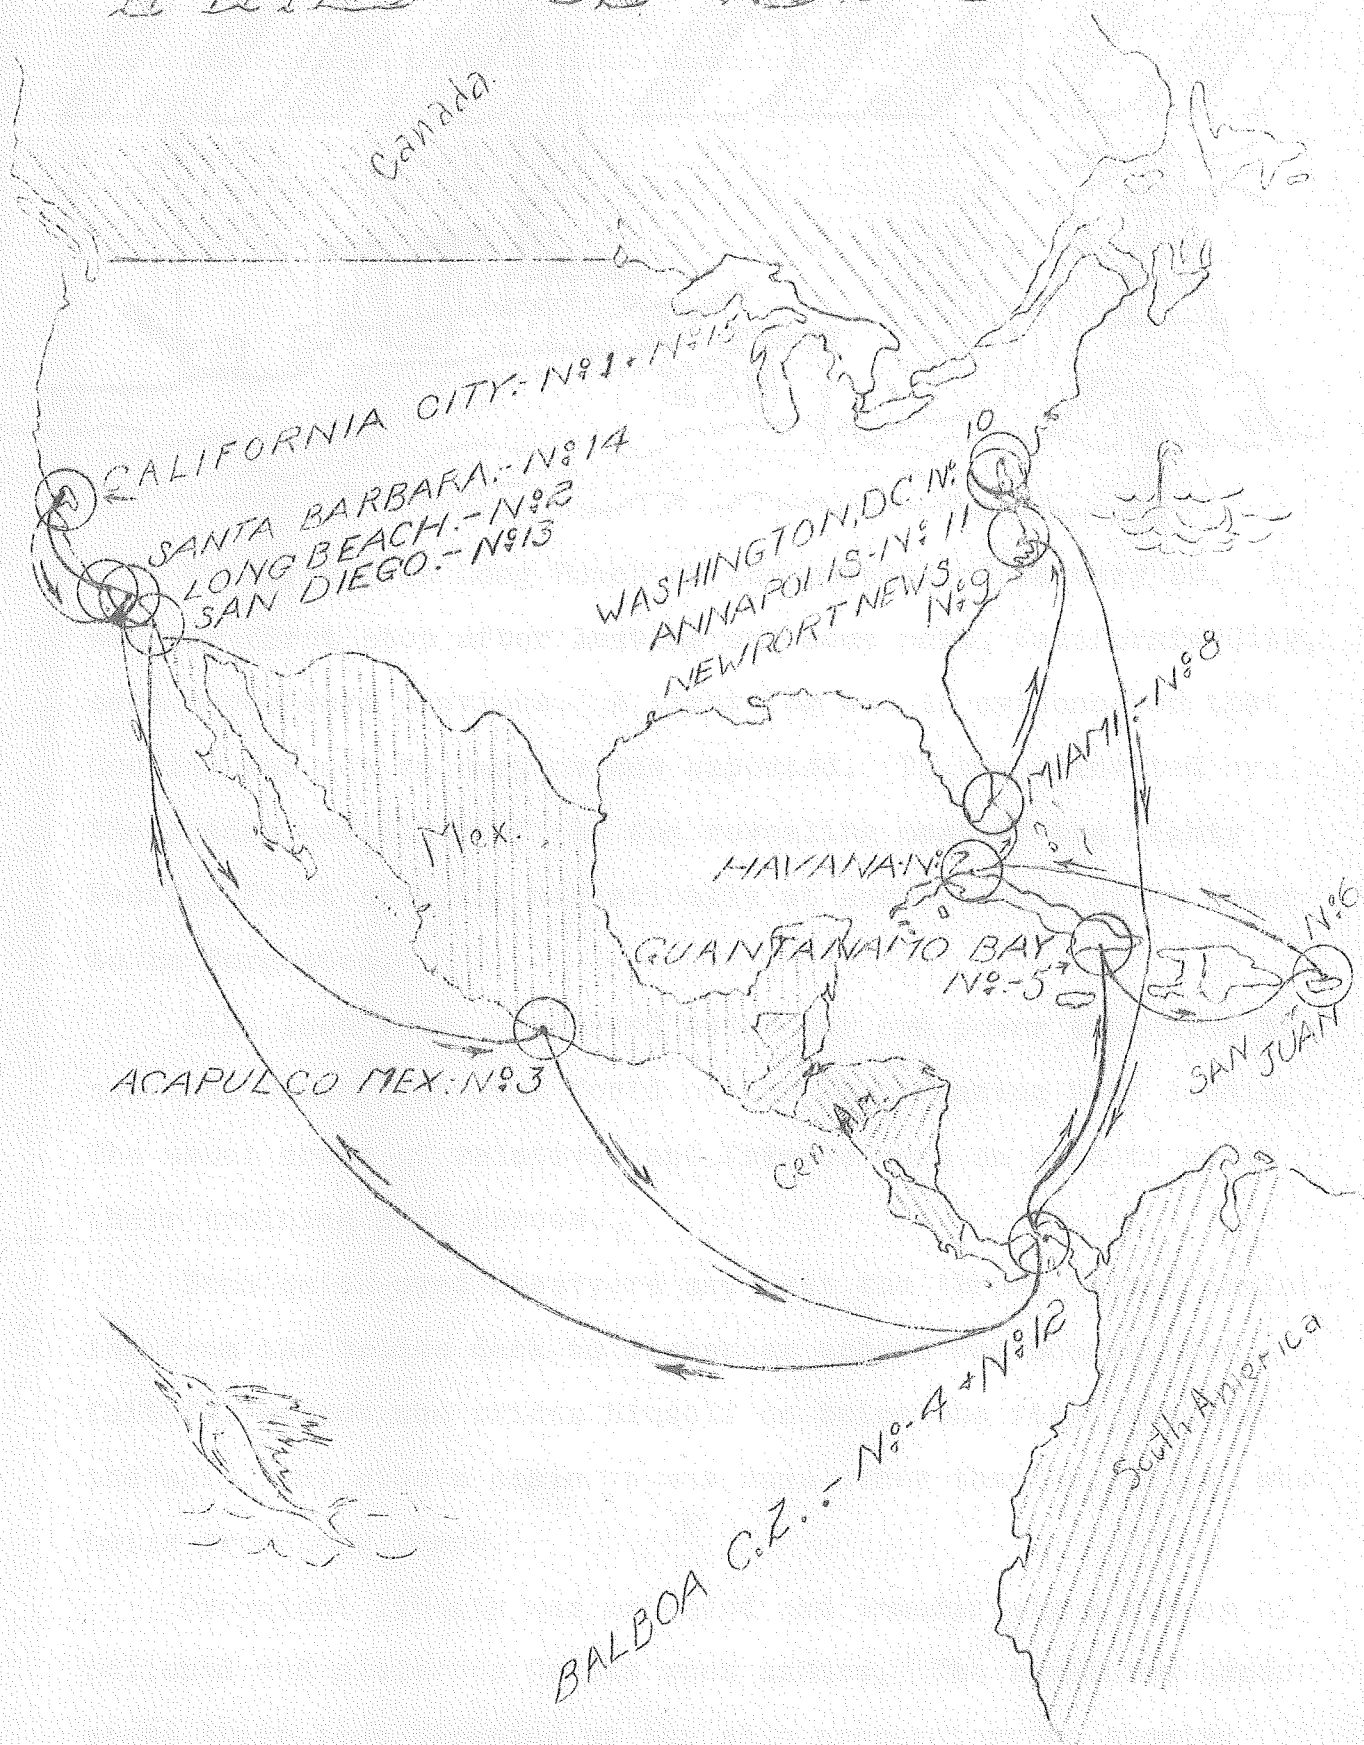 Canada
CALIFORNIA CITY:- Nº 1 + Nº 15
SANTA BARBARA:- Nº 14
LONG BEACH.- Nº 2
SAN DIEGO.- Nº 13
10
WASHINGTON, DC. Nº
ANNAPOLIS- Nº 11
NEWPORT NEWS.
Nº 9
MIAMI:- Nº 8
Mex.
HAVANA-Nº 7
GUANTANAMO BAY
Nº.-5
Nº 6
SAN JUAN
ACAPULCO MEX:-Nº 3
Cen. AM.
BALBOA C.Z. :- Nº-4 + Nº 12
South America